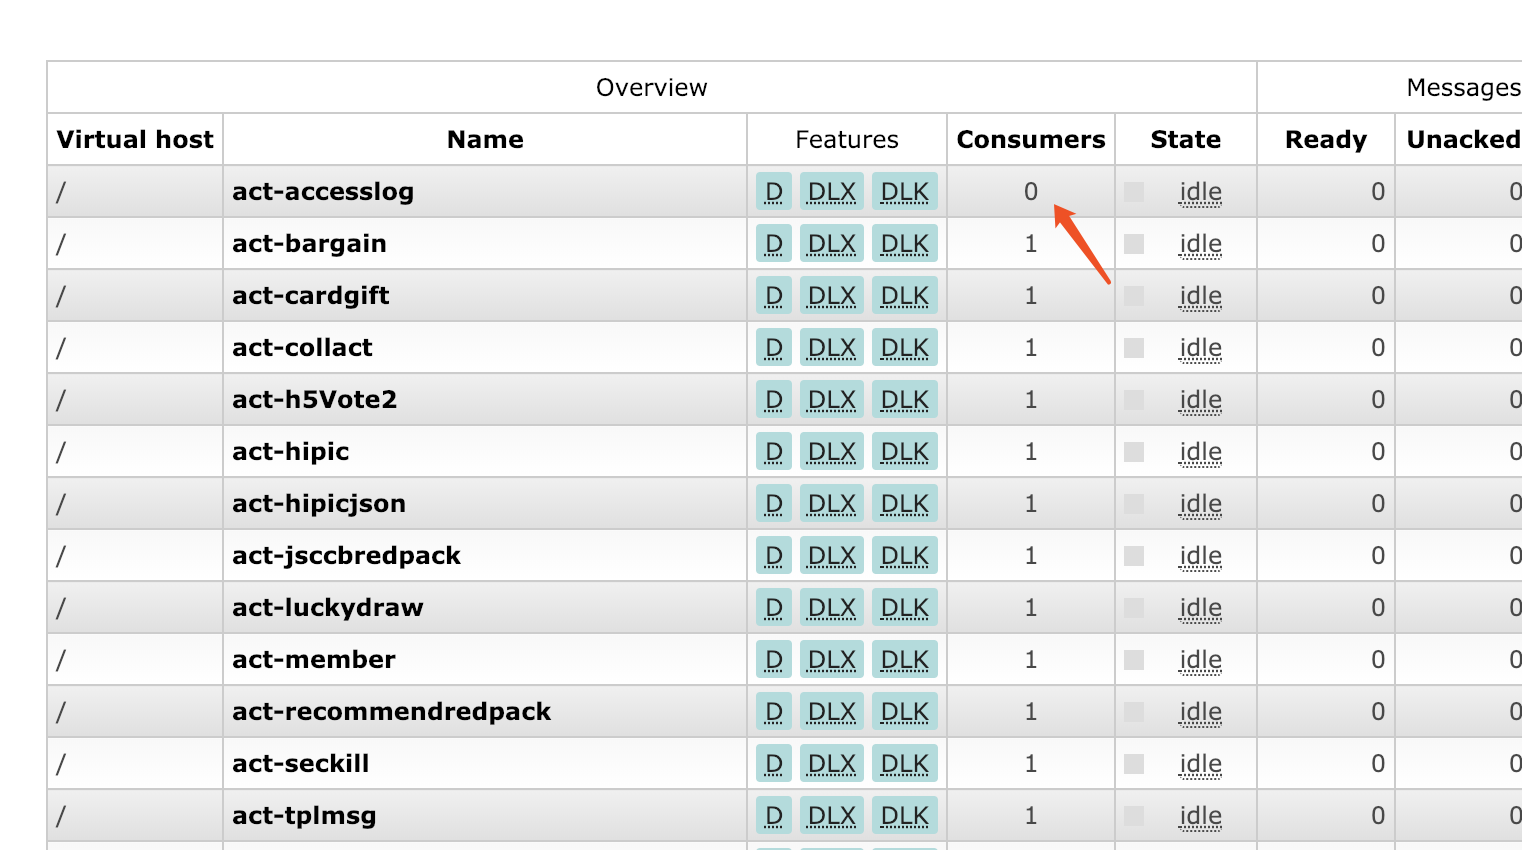 Overview Messages
Virtual host Name Features Consumers State Ready Unacked
/ act-accesslog D DLX DLK 0 idle 0 0
/ act-bargain D DLX DLK 1 idle 0 0
/ act-cardgift D DLX DLK 1 idle 0 0
/ act-collact D DLX DLK 1 idle 0 0
/ act-h5Vote2 D DLX DLK 1 idle 0 0
/ act-hipic D DLX DLK 1 idle 0 0
/ act-hipicjson D DLX DLK 1 idle 0 0
/ act-jsccbredpack D DLX DLK 1 idle 0 0
/ act-luckydraw D DLX DLK 1 idle 0 0
/ act-member D DLX DLK 1 idle 0 0
/ act-recommendredpack D DLX DLK 1 idle 0 0
/ act-seckill D DLX DLK 1 idle 0 0
/ act-tplmsg D DLX DLK 1 idle 0 0